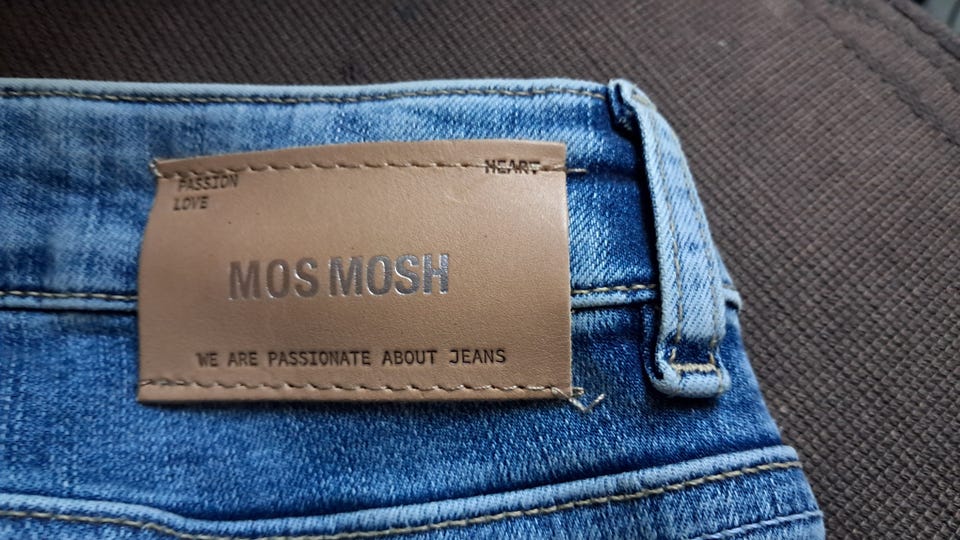 HEART
PASSION
LOVE
MOS MOSH
WE ARE PASSIONATE ABOUT JEANS